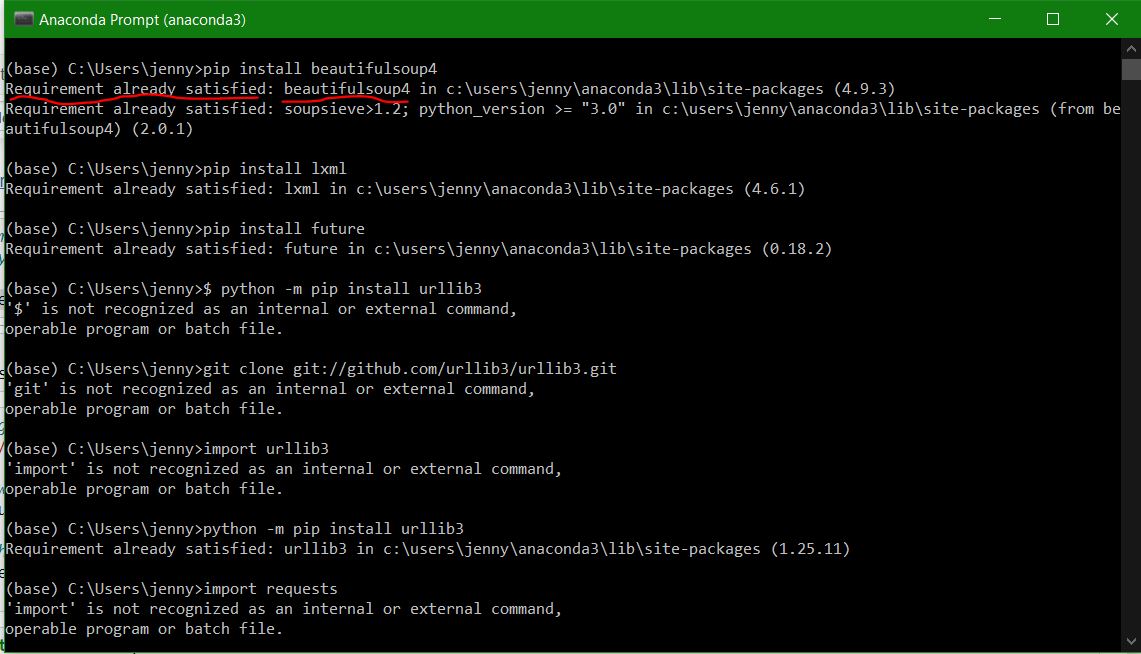 Anaconda Prompt (anaconda3)
(base) C:\Users\jenny>pip install beautifulsoup4
Requirement already satisfied: beautifulsoup4 in c:\users\jenny\anaconda3\lib\site-packages (4.9.3)
Requirement already satisfied: soupsieve>1.2; python_version >= "3.0" in c:\users\jenny\anaconda3\lib\site-packages (from be
autifulsoup4) (2.0.1)
(base) C:\Users\jenny>pip install lxml
Requirement already satisfied: lxml in c:\users\jenny\anaconda3\lib\site-packages (4.6.1)
(base) C:\Users\jenny>pip install future
Requirement already satisfied: future in c:\users\jenny\anaconda3\lib\site-packages (0.18.2)
(base) C:\Users\jenny>$ python -m pip install urllib3
'$' is not recognized as an internal or external command,
operable program or batch file.
(base) C:\Users\jenny>git clone git://github.com/urllib3/urllib3.git
'git' is not recognized as an internal or external command,
operable program or batch file.
(base) C:\Users\jenny>import urllib3
'import' is not recognized as an internal or external command,
operable program or batch file.
(base) C:\Users\jenny>python -m pip install urllib3
Requirement already satisfied: urllib3 in c:\users\jenny\anaconda3\lib\site-packages (1.25.11)
(base) C:\Users\jenny>import requests
'import' is not recognized as an internal or external command,
operable program or batch file.